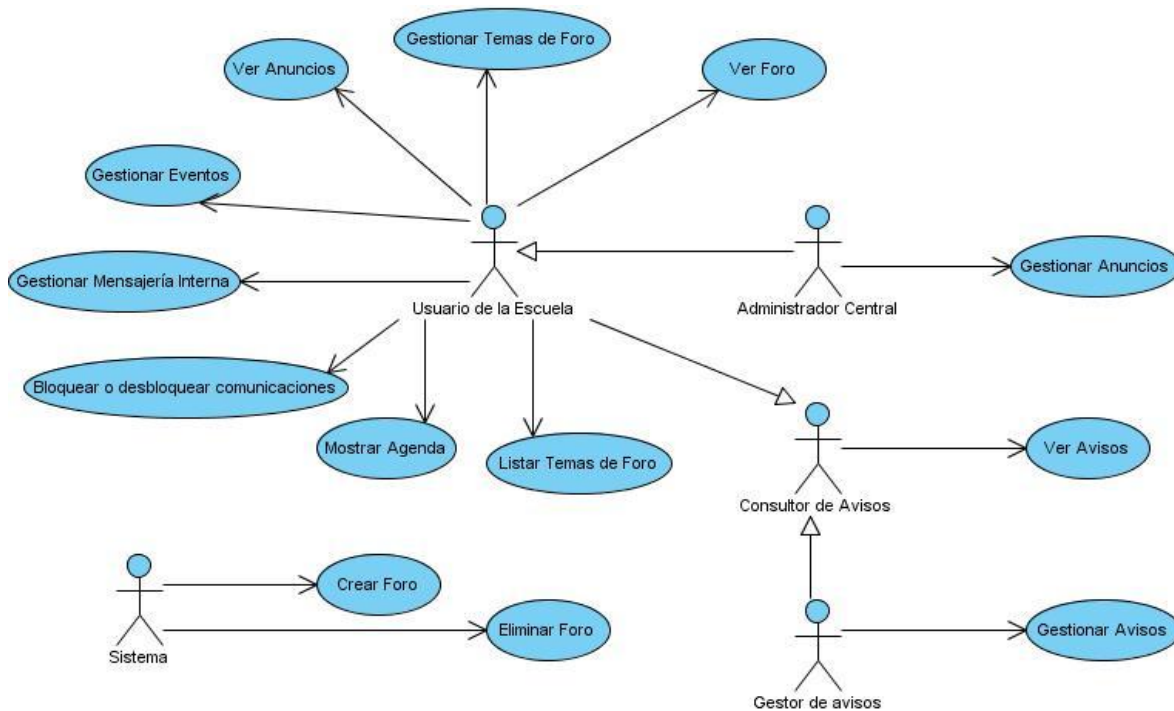 Gestionar Temas de Foro
Ver Anuncios
Ver Foro
Gestionar Eventos
Gestionar Mensajería Interna
Gestionar Anuncios
Usuario de la Escuela
Administrador Central
Bloquear o desbloquear comunicaciones
Mostrar Agenda
Listar Temas de Foro
Ver Avisos
Consultor de Avisos
Crear Foro
Eliminar Foro
Gestionar Avisos
Sistema
Gestor de avisos